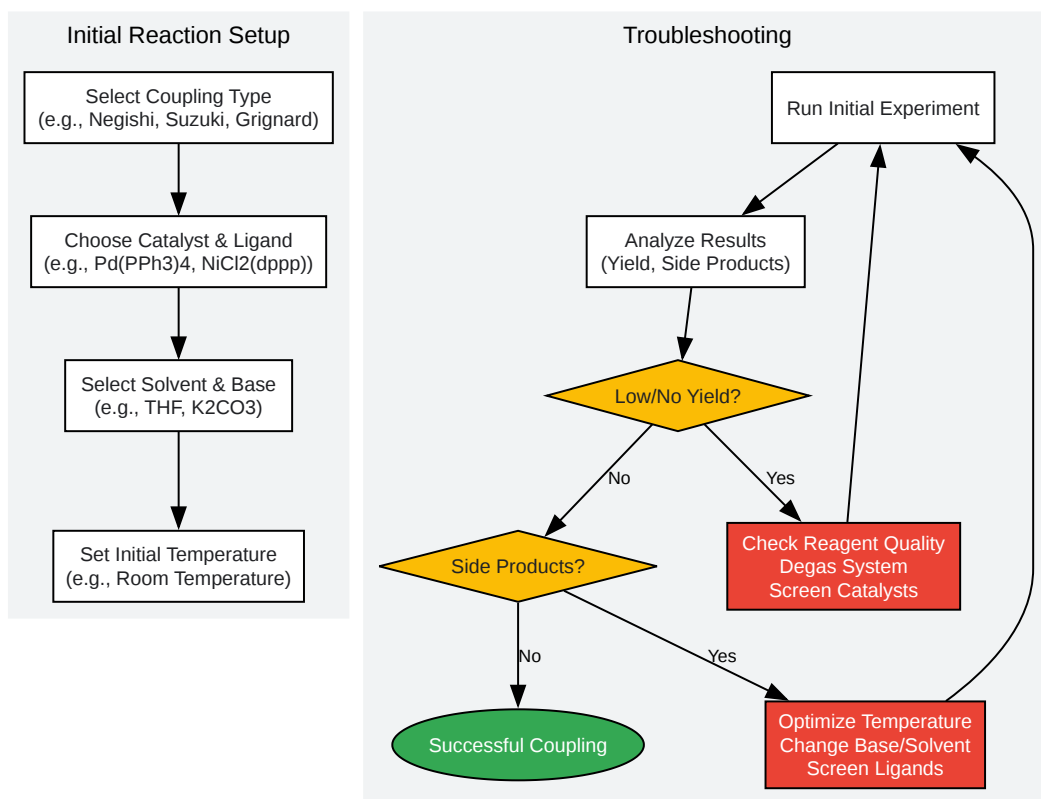 Initial Reaction Setup
Select Coupling Type
(e.g., Negishi, Suzuki, Grignard)
Choose Catalyst & Ligand
(e.g., Pd(PPh3)4, NiCl2(dppp))
Select Solvent & Base
(e.g., THF, K2CO3)
Set Initial Temperature
(e.g., Room Temperature)
Troubleshooting
Run Initial Experiment
Analyze Results
(Yield, Side Products)
Low/No Yield?
No
Yes
Side Products?
Check Reagent Quality
Degas System
Screen Catalysts
No
Yes
Successful Coupling
Optimize Temperature
Change Base/Solvent
Screen Ligands